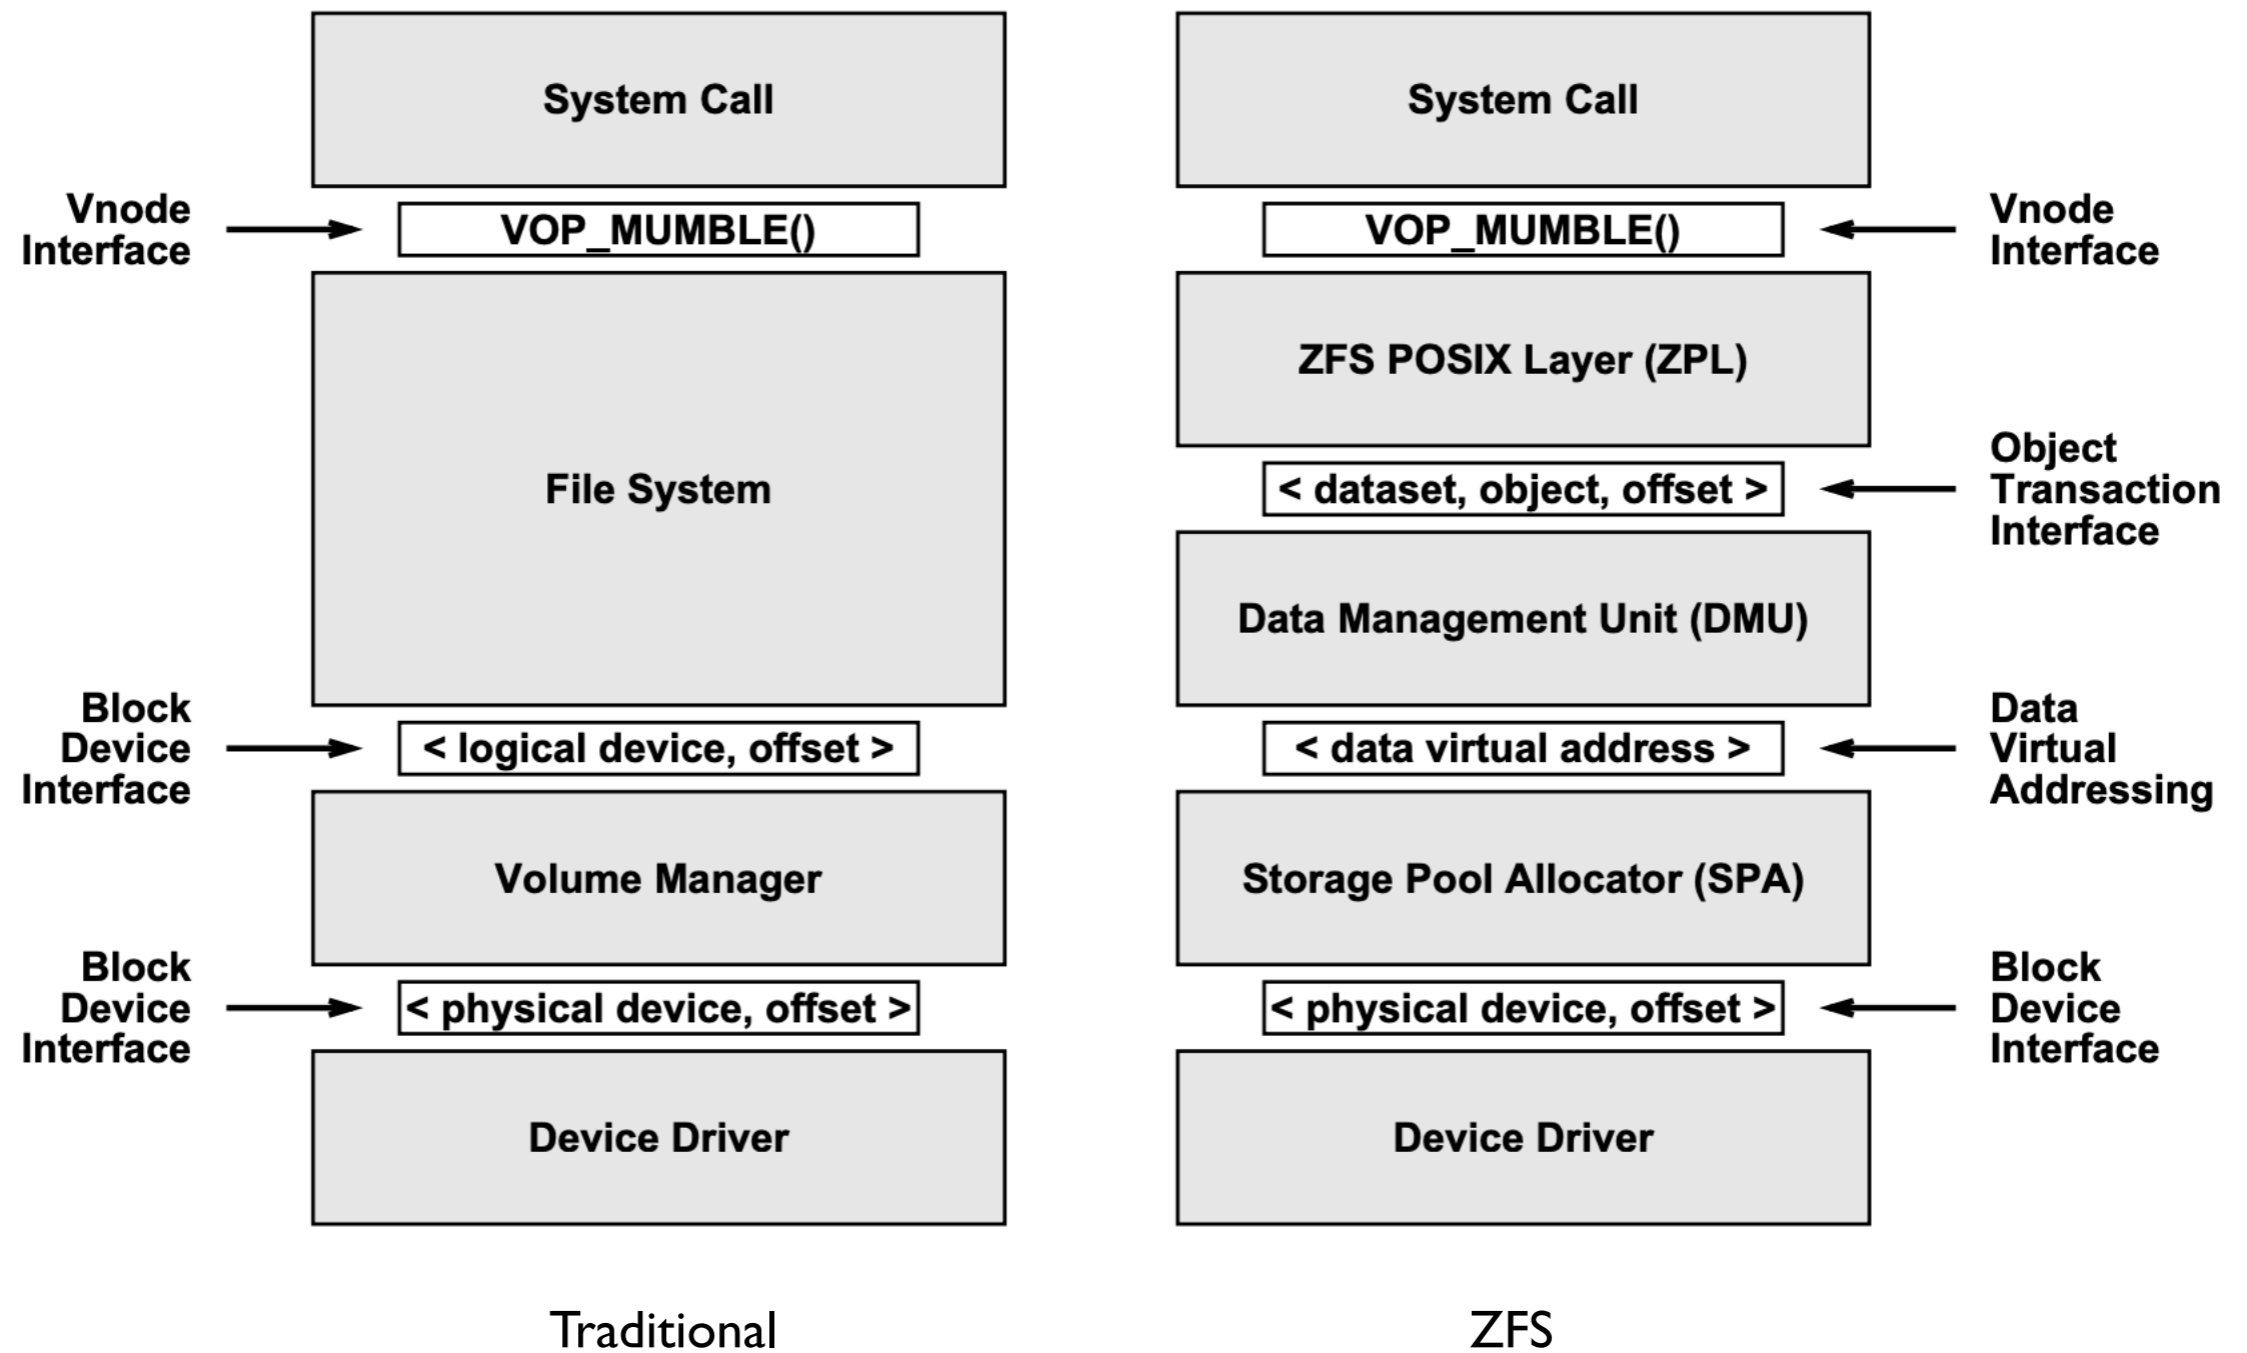 System Call
Vnode
Interface
VOP_MUMBLE()
File System
Block
Device
Interface
< logical device, offset >
Volume Manager
Block
Device
Interface
< physical device, offset >
Device Driver
Traditional
System Call
VOP_MUMBLE()
Vnode
Interface
ZFS POSIX Layer (ZPL)
< dataset, object, offset >
Object
Transaction
Interface
Data Management Unit (DMU)
< data virtual address >
Data
Virtual
Addressing
Storage Pool Allocator (SPA)
< physical device, offset >
Block
Device
Interface
Device Driver
ZFS